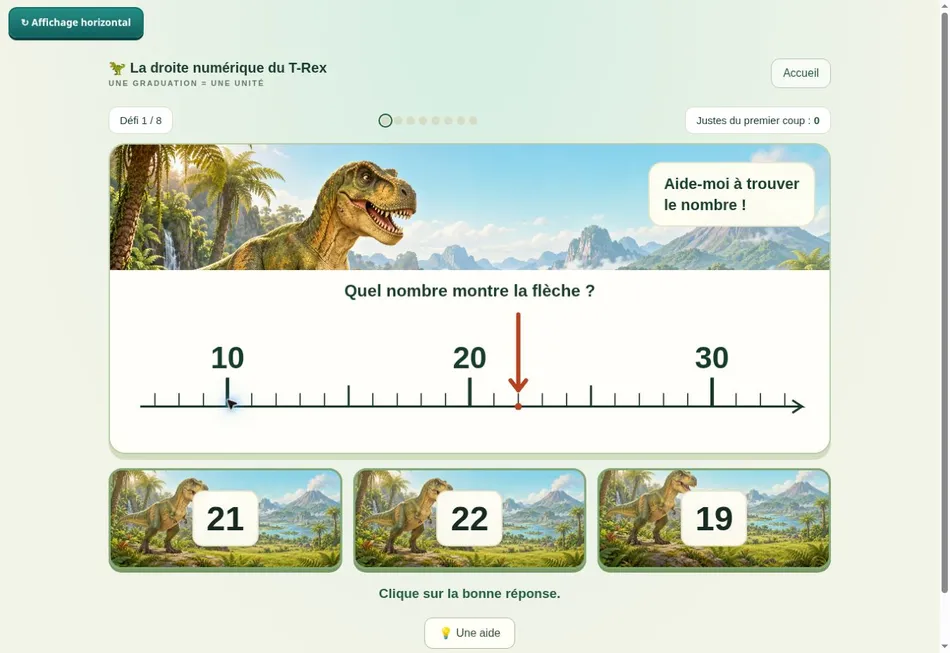 ↻ Affichage horizontal
🦖 La droite numérique du T-Rex
UNE GRADUATION = UNE UNITÉ
Accueil
Défi 1 / 8
Justes du premier coup : 0
Aide-moi à trouver
le nombre !
Quel nombre montre la flèche ?
10 20 30
21 22 19
Clique sur la bonne réponse.
💡 Une aide